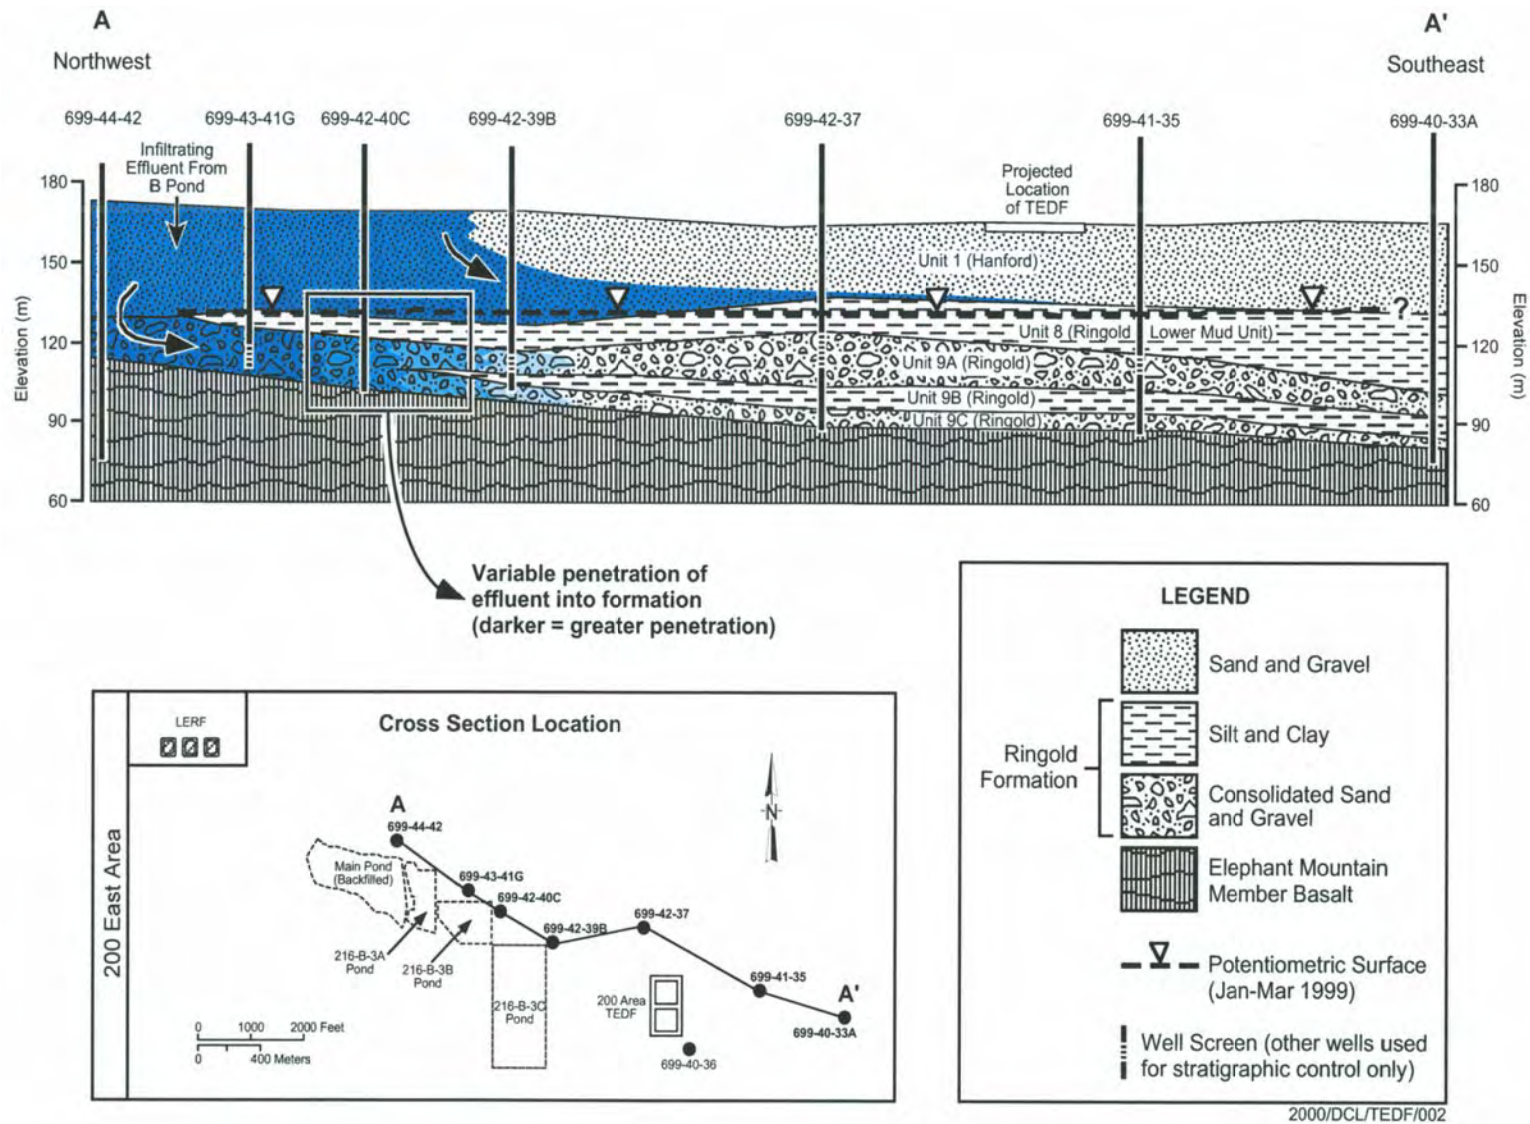 A
A'
Northwest
Southeast
699-44-42
699-43-41G
699-42-40C
699-42-39B
699-42-37
699-41-35
699-40-33A
Infiltrating
Effluent From
B Pond
Projected
Location
of TEDF
180
150
120
90
60
Elevation (m)
180
150
120
90
60
Elevation (m)
Unit 1 (Hanford)
?
Unit 8 (Ringold Lower Mud Unit)
Unit 9A (Ringold)
Unit 9B (Ringold)
Unit 9C (Ringold)
Variable penetration of
effluent into formation
(darker = greater penetration)
LEGEND
Sand and Gravel
Silt and Clay
Ringold
Formation
Consolidated Sand
and Gravel
Elephant Mountain
Member Basalt
Potentiometric Surface
(Jan-Mar 1999)
Well Screen (other wells used
for stratigraphic control only)
200 East Area
LERF
Cross Section Location
N
A
699-44-42
Main Pond
(Backfilled)
699-43-41G
699-42-40C
699-42-39B
699-42-37
216-B-3A
Pond
216-B-3B
Pond
216-B-3C
Pond
200 Area
TEDF
699-41-35
A'
699-40-33A
699-40-36
0 1000 2000 Feet
0 400 Meters
2000/DCL/TEDF/002